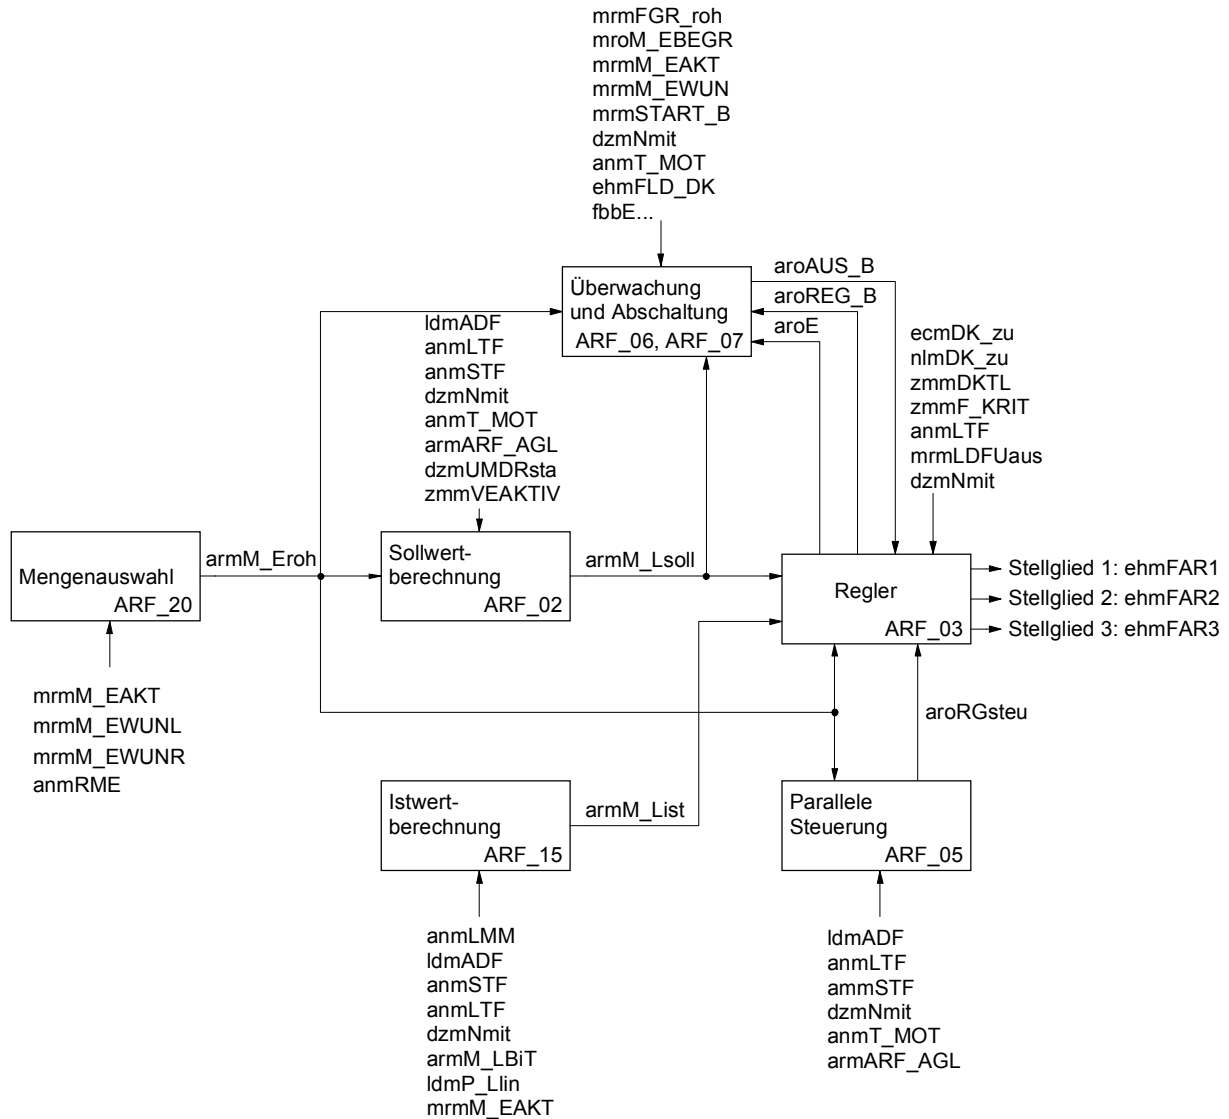 mrmFGR_roh
mroM_EBEGR
mrmM_EAKT
mrmM_EWUN
mrmSTART_B
dzmNmit
anmT_MOT
ehmFLD_DK
fbbE...
Überwachung
und Abschaltung
ARF_06, ARF_07
aroAUS_B
aroREG_B
aroE
ldmADF
anmLTF
anmSTF
dzmNmit
anmT_MOT
armARF_AGL
dzmUMDRsta
zmmVEAKTIV
ecmDK_zu
nlmDK_zu
zmmDKTL
zmmF_KRIT
anmLTF
mrmLDFUaus
dzmNmit
Mengenauswahl
ARF_20
armM_Eroh
Sollwert-
berechnung
ARF_02
armM_Lsoll
Regler
ARF_03
Stellglied 1: ehmFAR1
Stellglied 2: ehmFAR2
Stellglied 3: ehmFAR3
mrmM_EAKT
mrmM_EWUNL
mrmM_EWUNR
anmRME
aroRGsteu
Istwert-
berechnung
ARF_15
armM_List
Parallele
Steuerung
ARF_05
anmLMM
ldmADF
anmSTF
anmLTF
dzmNmit
armM_LBiT
ldmP_Llin
mrmM_EAKT
ldmADF
anmLTF
ammSTF
dzmNmit
anmT_MOT
armARF_AGL